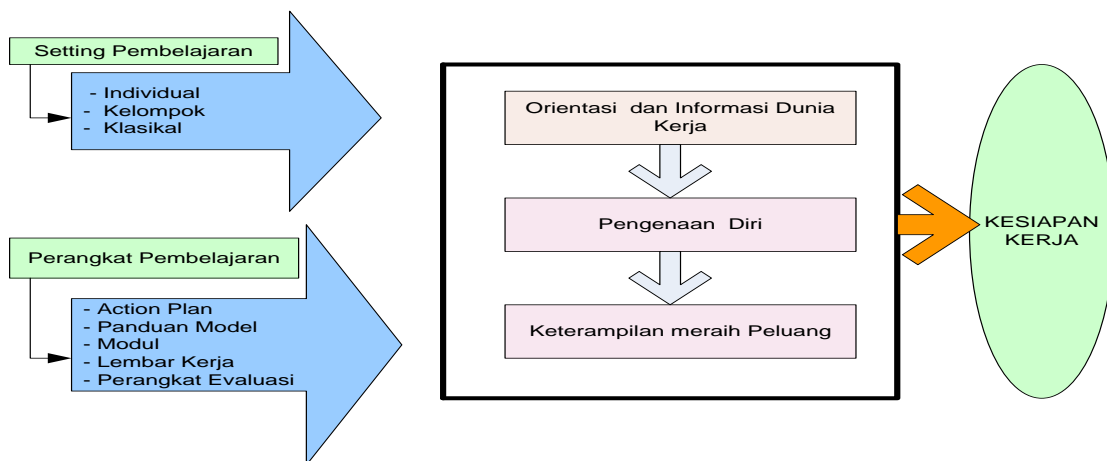 Setting Pembelajaran
- Individual
- Kelompok
- Klasikal
Perangkat Pembelajaran
- Action Plan
- Panduan Model
- Modul
- Lembar Kerja
- Perangkat Evaluasi
Orientasi dan Informasi Dunia
Kerja
Pengenaan Diri
Keterampilan meraih Peluang
KESIAPAN
KERJA